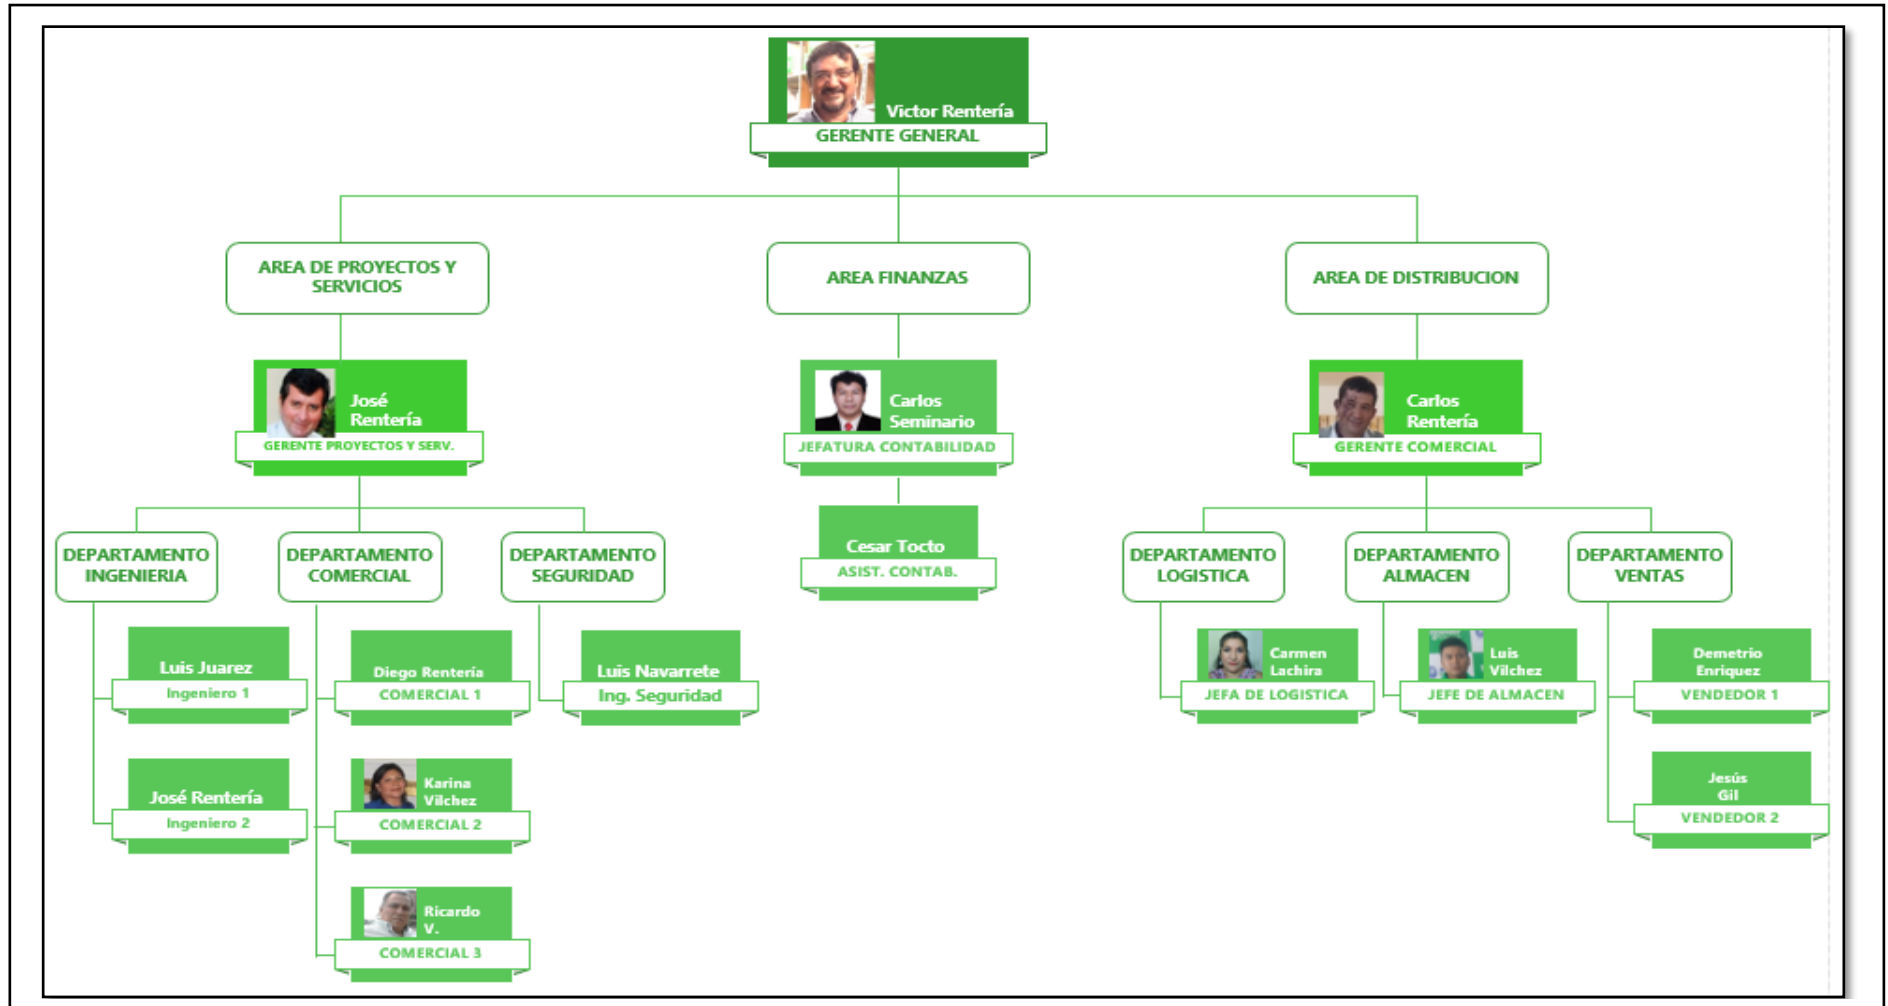 Victor Rentería
GERENTE GENERAL
AREA DE PROYECTOS Y
SERVICIOS
AREA FINANZAS
AREA DE DISTRIBUCION
José
Rentería
GERENTE PROYECTOS Y SERV.
Carlos
Seminario
JEFATURA CONTABILIDAD
Carlos
Rentería
GERENTE COMERCIAL
Cesar Tocto
ASIST. CONTAB.
DEPARTAMENTO
INGENIERIA
DEPARTAMENTO
COMERCIAL
DEPARTAMENTO
SEGURIDAD
DEPARTAMENTO
LOGISTICA
DEPARTAMENTO
ALMACEN
DEPARTAMENTO
VENTAS
Luis Juarez
Ingeniero 1
Diego Rentería
COMERCIAL 1
Luis Navarrete
Ing. Seguridad
Carmen
Lachira
JEFA DE LOGISTICA
Luis
Vilchez
JEFE DE ALMACEN
Demetrio
Enriquez
VENDEDOR 1
José Rentería
Ingeniero 2
Karina
Vilchez
COMERCIAL 2
Jesús
Gil
VENDEDOR 2
Ricardo
V.
COMERCIAL 3